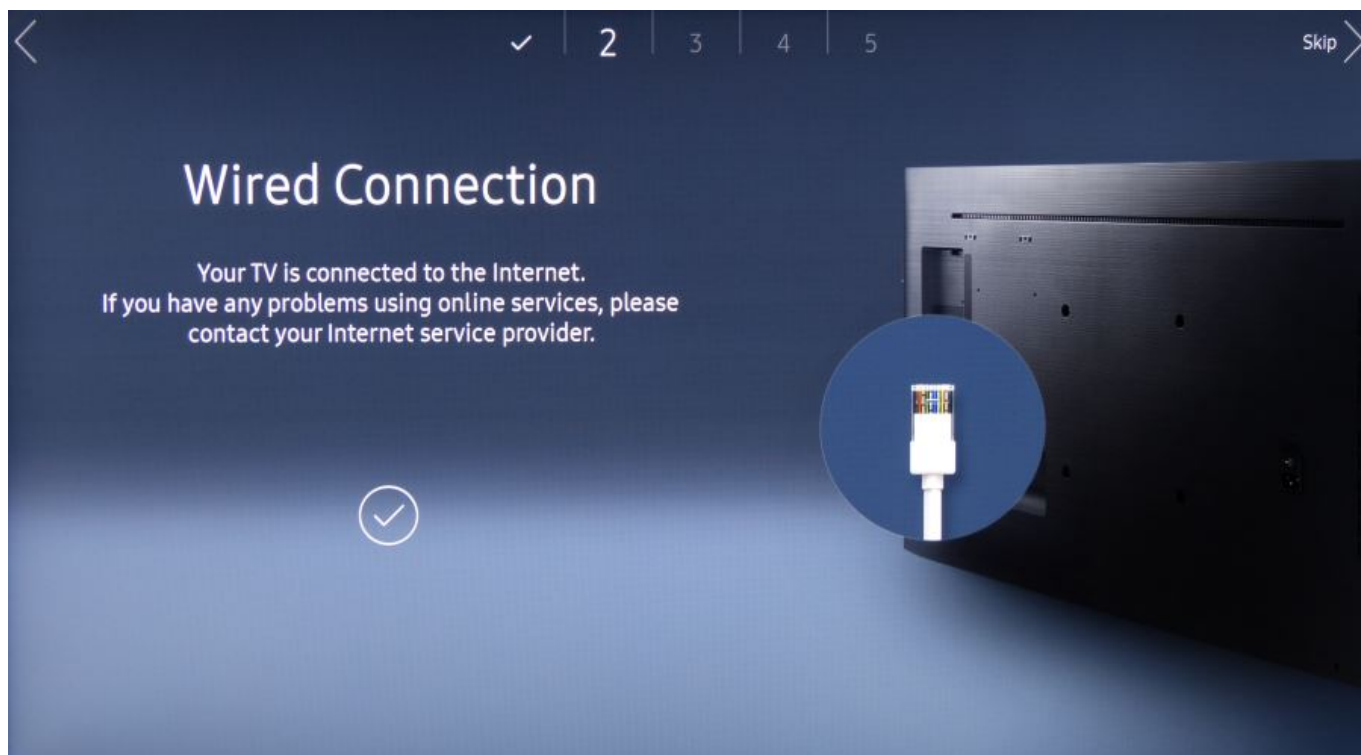 2 3 4 5
Skip
Wired Connection
Your TV is connected to the Internet.
If you have any problems using online services, please
contact your Internet service provider.